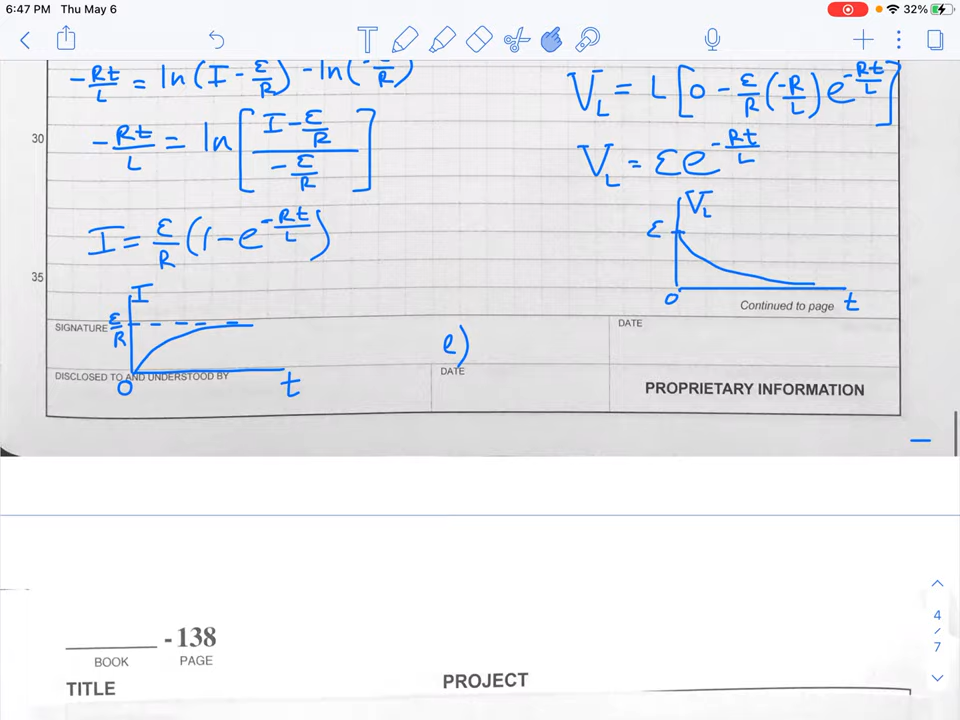 6:47 PM Thu May 6
32%
T
-Rt/L = ln(I - ε/R) - ln(-ε/R)
V_L = L[0 - ε/R(-R/L)e^{-Rt/L}]
30
-Rt/L = ln[(I - ε/R)/(-ε/R)]
V_L = εe^{-Rt/L}
I = ε/R(1 - e^{-Rt/L})
V_L
ε
35
0
Continued to page
t
I
ε/R
SIGNATURE
DATE
e)
DISCLOSED TO AND UNDERSTOOD BY
DATE
0
t
PROPRIETARY INFORMATION
4
/
7
-138
BOOK
PAGE
TITLE
PROJECT